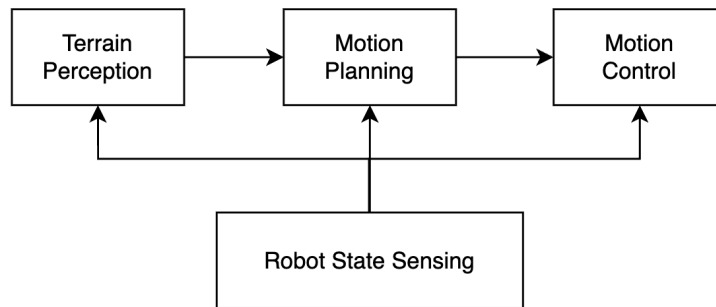 Terrain
Perception
Motion
Planning
Motion
Control
Robot State Sensing